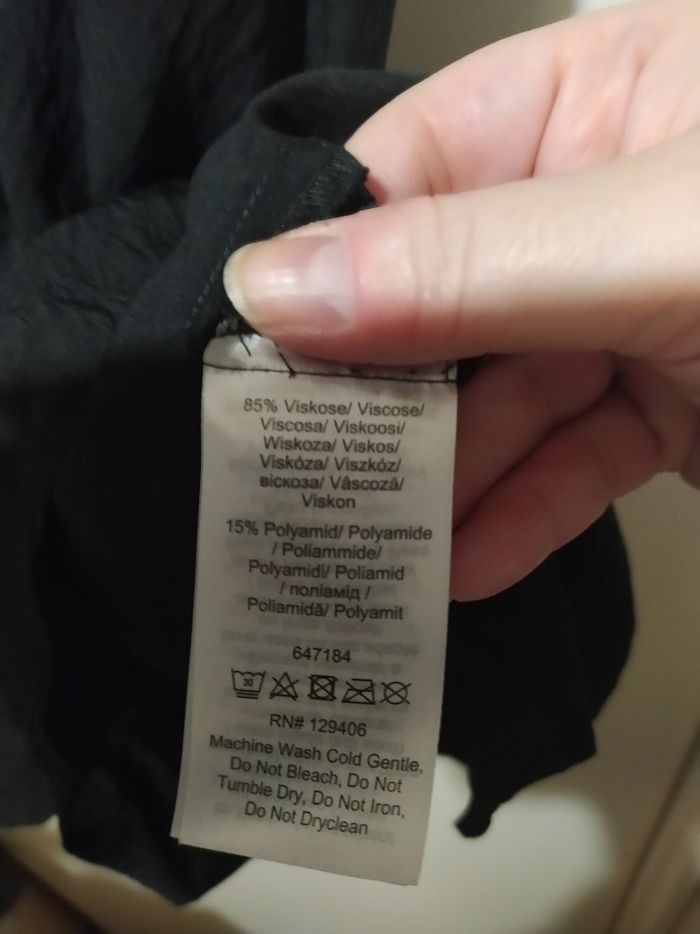 85% Viskose/ Viscose/
Viscosa/ Viskoosi/
Wiskoza/ Viskos/
Viskóza/ Viszkóz/
віскоза/ Vâscoză/
Viskon
15% Polyamid/ Polyamide
/ Poliammide/
Polyamidi/ Poliamid
/ поліамід /
Poliamidă/ Polyamit
647184
30
RN# 129406
Machine Wash Cold Gentle,
Do Not Bleach, Do Not
Tumble Dry, Do Not Iron,
Do Not Dryclean